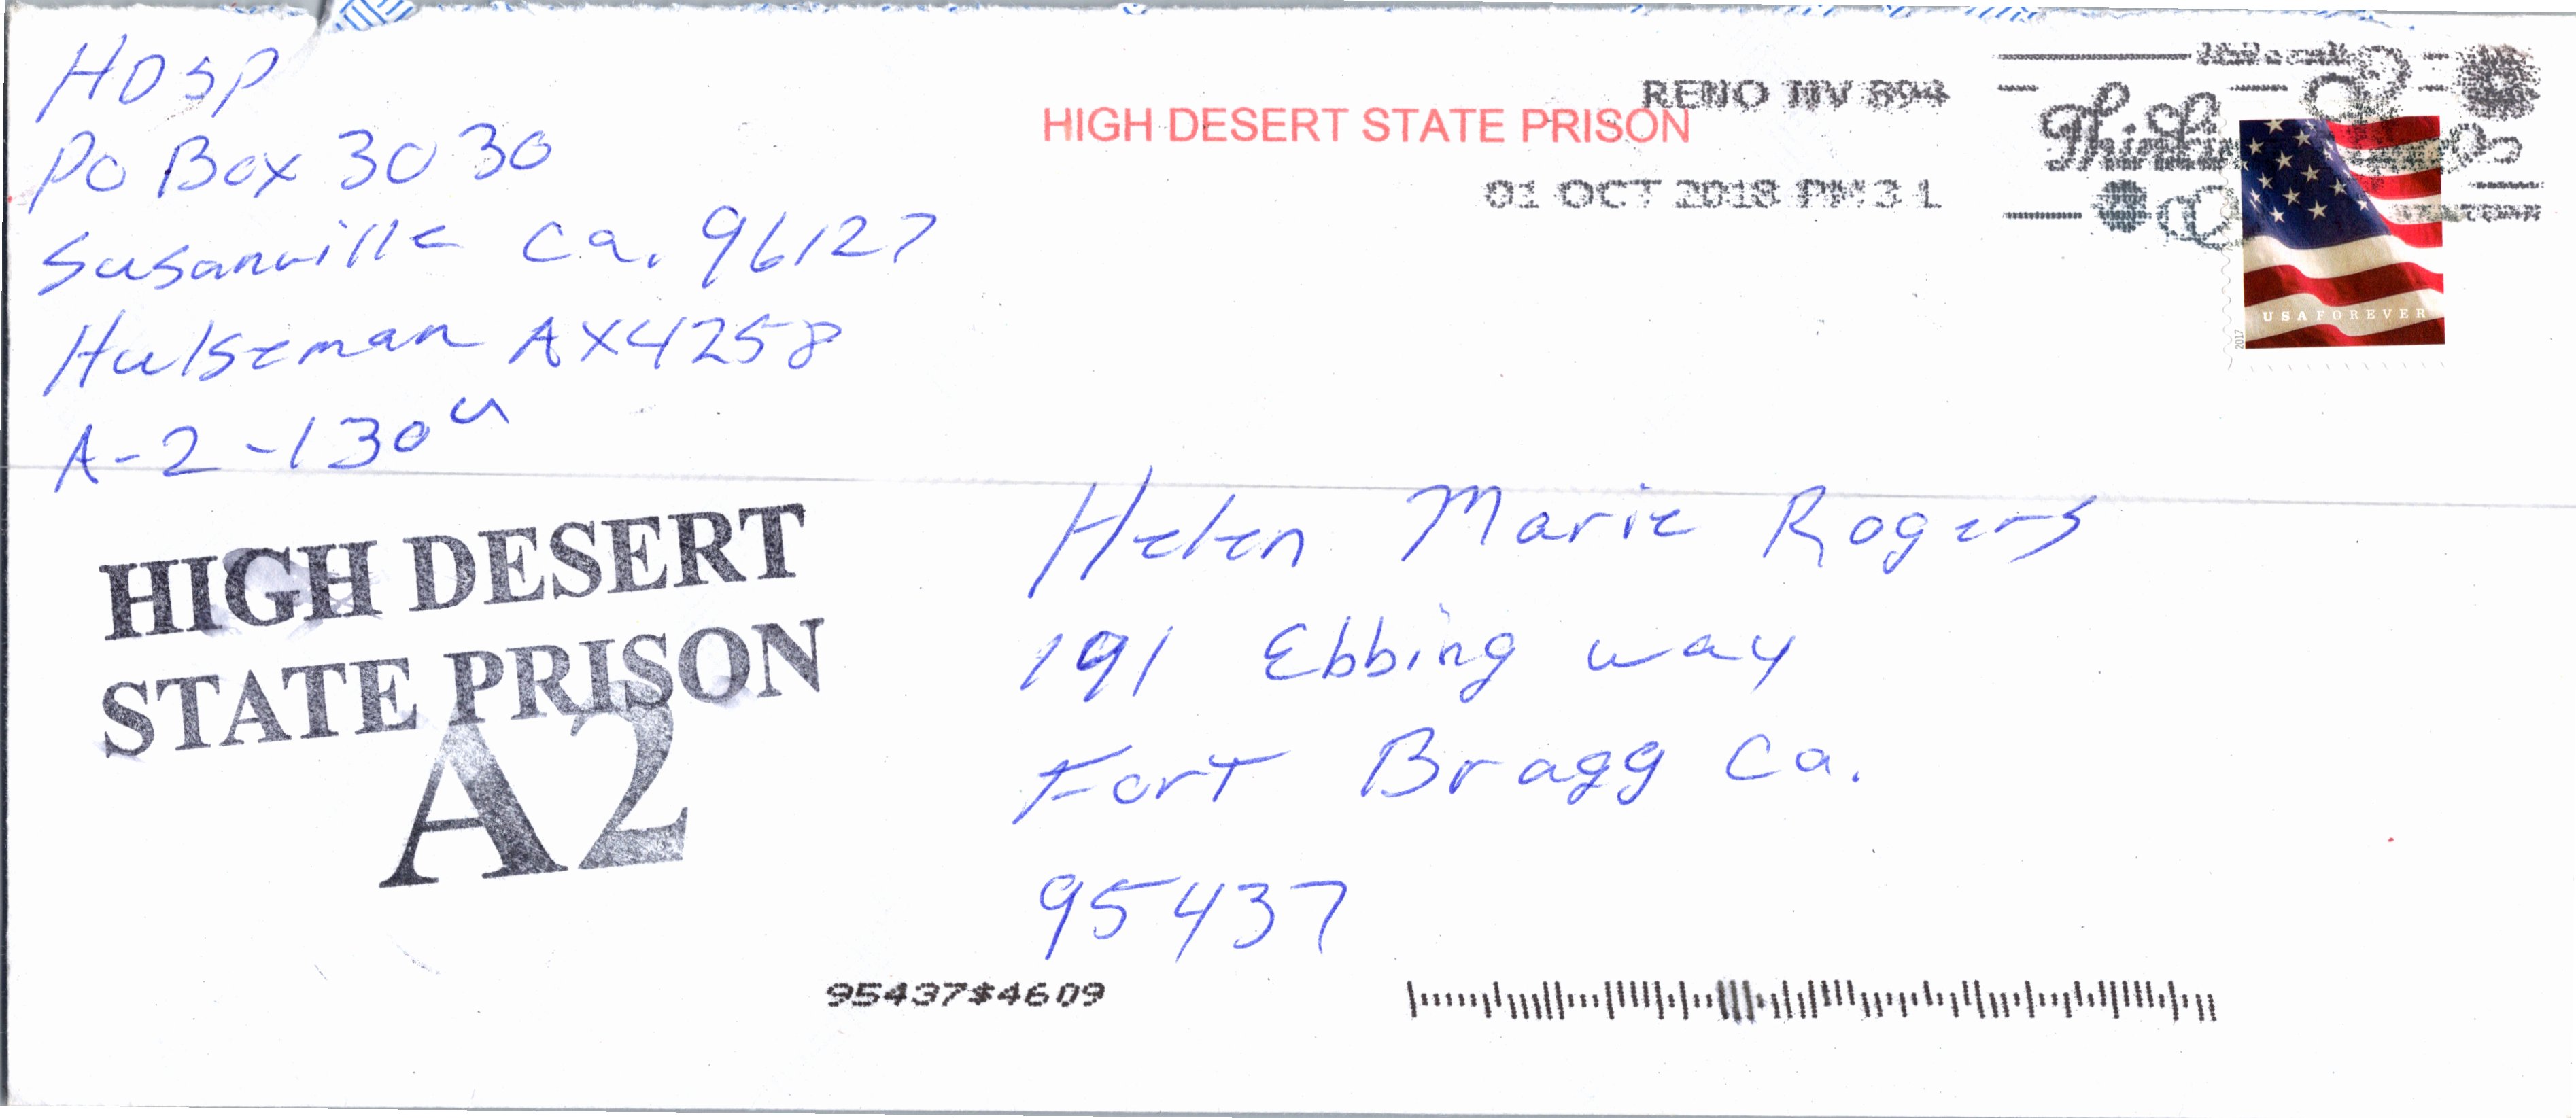 HDSP
PO Box 3030
Susanville Ca. 96127
Hulseman AX4258
A-2-130u
HIGH DESERT STATE PRISON
RENO NV 894
01 OCT 2018 PM 3 L
USA FOREVER
2017
HIGH DESERT
STATE PRISON
A2
Helen Marie Rogers
191 Ebbing way
Fort Bragg Ca.
95437
95437*4609